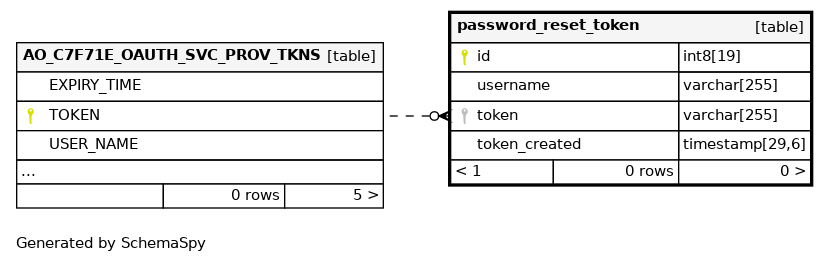 AO_C7F71E_OAUTH_SVC_PROV_TKNS [table]
EXPIRY_TIME
TOKEN
USER_NAME
...
0 rows 5 >
password_reset_token [table]
id int8[19]
username varchar[255]
token varchar[255]
token_created timestamp[29,6]
< 1 0 rows 0 >
Generated by SchemaSpy